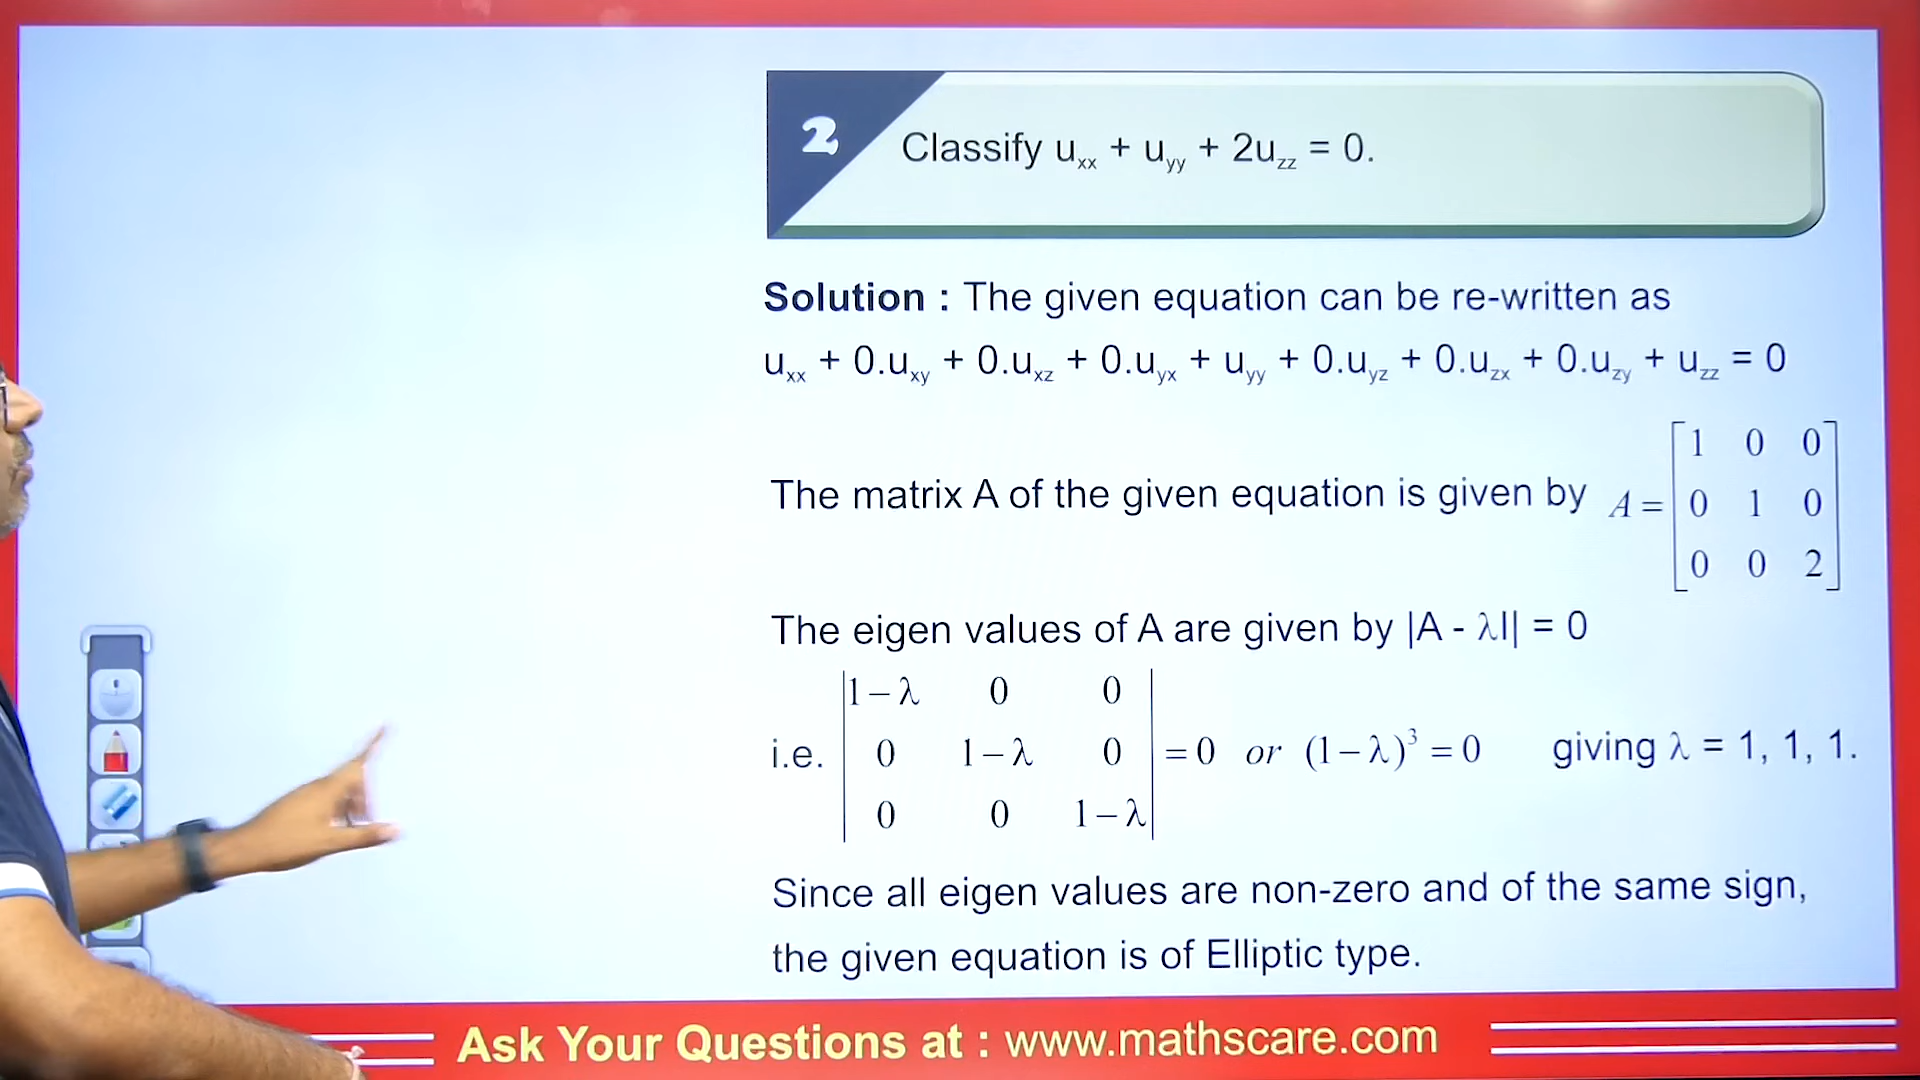 2
Classify uxx + uyy + 2uzz = 0.
Solution : The given equation can be re-written as
uxx + 0.uxy + 0.uxz + 0.uyx + uyy + 0.uyz + 0.uzx + 0.uzy + uzz = 0
The matrix A of the given equation is given by A = [1 0 0
0 1 0
0 0 2]
The eigen values of A are given by |A - λI| = 0
i.e. |1−λ 0 0
0 1−λ 0
0 0 1−λ| = 0 or (1−λ)³ = 0 giving λ = 1, 1, 1.
Since all eigen values are non-zero and of the same sign,
the given equation is of Elliptic type.
Ask Your Questions at : www.mathscare.com